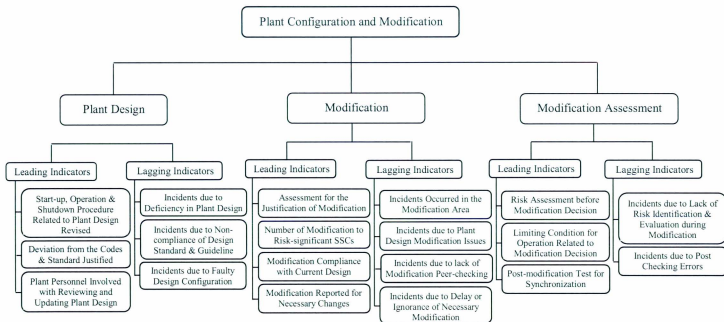 Plant Configuration and Modification
Plant Design
Modification
Modification Assessment
Leading Indicators
Lagging Indicators
Leading Indicators
Lagging Indicators
Leading Indicators
Lagging Indicators
Start-up, Operation &
Shutdown Procedure
Related to Plant Design
Revised
Deviation from the Codes
& Standard Justified
Plant Personnel Involved
with Reviewing and
Updating Plant Design
Incidents due to
Deficiency in Plant Design
Incidents due to Non-
compliance of Design
Standard & Guideline
Incidents due to Faulty
Design Configuration
Assessment for the
Justification of Modification
Number of Modification to
Risk-significant SSCs
Modification Compliance
with Current Design
Modification Reported for
Necessary Changes
Incidents Occurred in the
Modification Area
Incidents due to Plant
Design Modification Issues
Incidents due to lack of
Modification Peer-checking
Incidents due to Delay or
Ignorance of Necessary
Modification
Risk Assessment before
Modification Decision
Limiting Condition for
Operation Related to
Modification Decision
Post-modification Test for
Synchronization
Incidents due to Lack of
Risk Identification &
Evaluation during
Modification
Incidents due to Post
Checking Errors